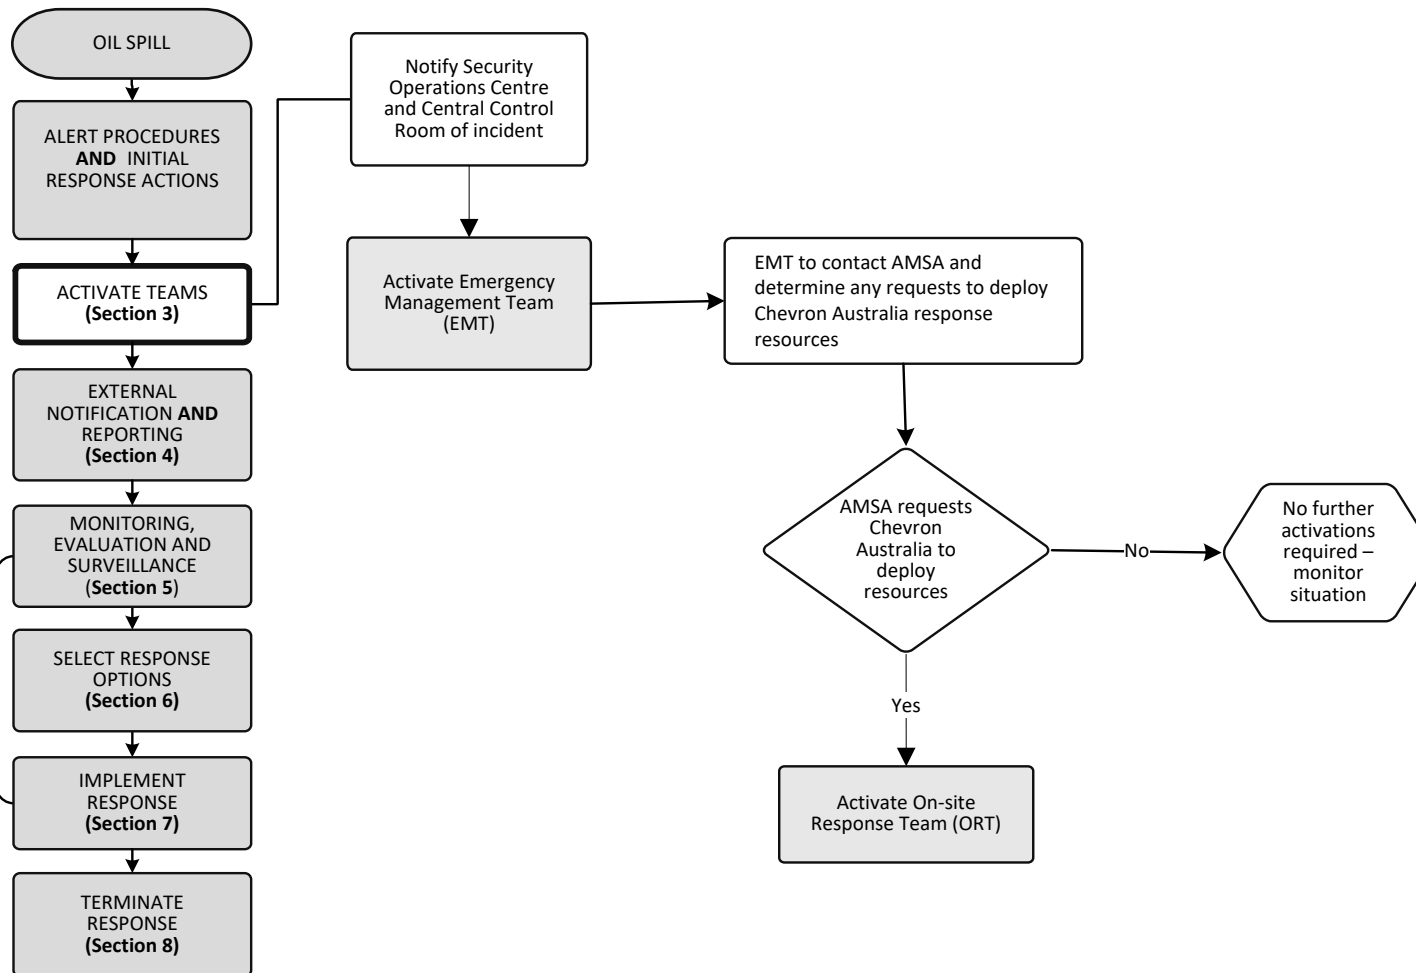 OIL SPILL
ALERT PROCEDURES
AND INITIAL
RESPONSE ACTIONS
ACTIVATE TEAMS
(Section 3)
EXTERNAL
NOTIFICATION AND
REPORTING
(Section 4)
MONITORING,
EVALUATION AND
SURVEILLANCE
(Section 5)
SELECT RESPONSE
OPTIONS
(Section 6)
IMPLEMENT
RESPONSE
(Section 7)
TERMINATE
RESPONSE
(Section 8)
Notify Security
Operations Centre
and Central Control
Room of incident
Activate Emergency
Management Team
(EMT)
EMT to contact AMSA and
determine any requests to deploy
Chevron Australia response
resources
AMSA requests
Chevron
Australia to
deploy
resources
No
No further
activations
required –
monitor
situation
Yes
Activate On-site
Response Team (ORT)